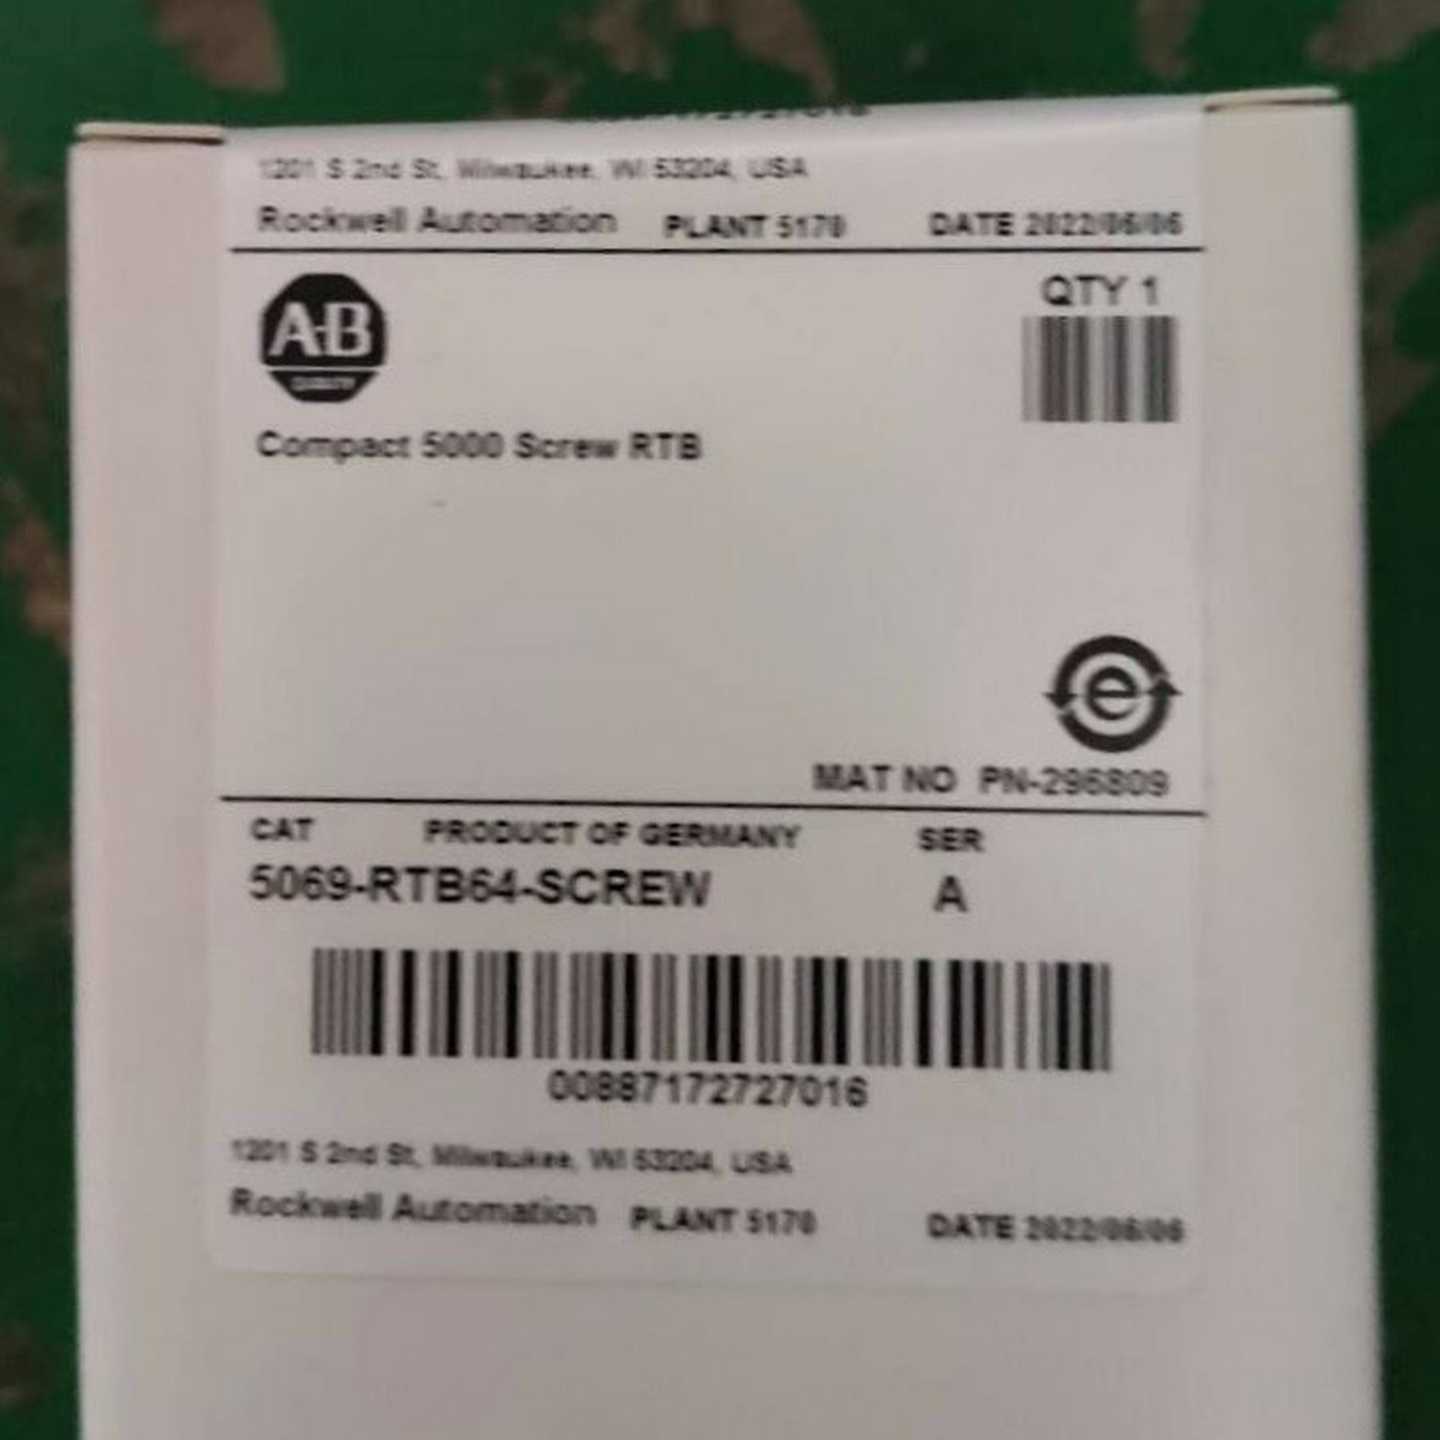 1201 S 2nd St, Milwaukee, WI 53204, USA
Rockwell Automation PLANT 5170 DATE 2022/06/06
QTY 1
A-B
QUALITY
Compact 5000 Screw RTB
e
MAT NO PN-296809
CAT PRODUCT OF GERMANY SER
5069-RTB64-SCREW A
00887172727016
1201 S 2nd St, Milwaukee, WI 53204, USA
Rockwell Automation PLANT 5170 DATE 2022/06/06